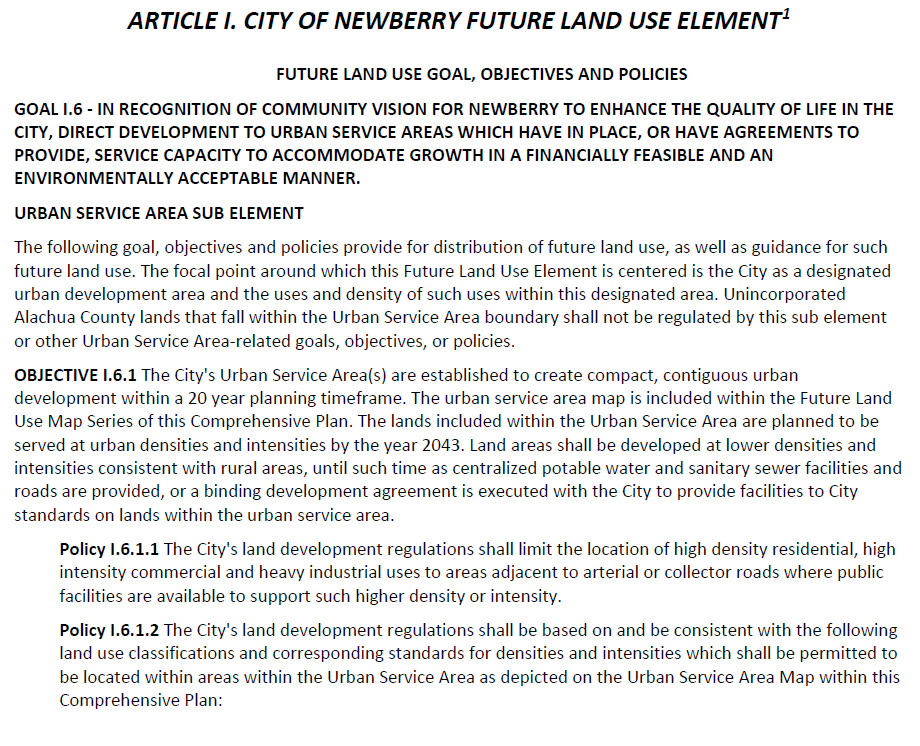 ARTICLE I. CITY OF NEWBERRY FUTURE LAND USE ELEMENT¹
FUTURE LAND USE GOAL, OBJECTIVES AND POLICIES
GOAL I.6 - IN RECOGNITION OF COMMUNITY VISION FOR NEWBERRY TO ENHANCE THE QUALITY OF LIFE IN THE
CITY, DIRECT DEVELOPMENT TO URBAN SERVICE AREAS WHICH HAVE IN PLACE, OR HAVE AGREEMENTS TO
PROVIDE, SERVICE CAPACITY TO ACCOMMODATE GROWTH IN A FINANCIALLY FEASIBLE AND AN
ENVIRONMENTALLY ACCEPTABLE MANNER.
URBAN SERVICE AREA SUB ELEMENT
The following goal, objectives and policies provide for distribution of future land use, as well as guidance for such
future land use. The focal point around which this Future Land Use Element is centered is the City as a designated
urban development area and the uses and density of such uses within this designated area. Unincorporated
Alachua County lands that fall within the Urban Service Area boundary shall not be regulated by this sub element
or other Urban Service Area-related goals, objectives, or policies.
OBJECTIVE I.6.1 The City's Urban Service Area(s) are established to create compact, contiguous urban
development within a 20 year planning timeframe. The urban service area map is included within the Future Land
Use Map Series of this Comprehensive Plan. The lands included within the Urban Service Area are planned to be
served at urban densities and intensities by the year 2043. Land areas shall be developed at lower densities and
intensities consistent with rural areas, until such time as centralized potable water and sanitary sewer facilities and
roads are provided, or a binding development agreement is executed with the City to provide facilities to City
standards on lands within the urban service area.
Policy I.6.1.1 The City's land development regulations shall limit the location of high density residential, high
intensity commercial and heavy industrial uses to areas adjacent to arterial or collector roads where public
facilities are available to support such higher density or intensity.
Policy I.6.1.2 The City's land development regulations shall be based on and be consistent with the following
land use classifications and corresponding standards for densities and intensities which shall be permitted to
be located within areas within the Urban Service Area as depicted on the Urban Service Area Map within this
Comprehensive Plan: